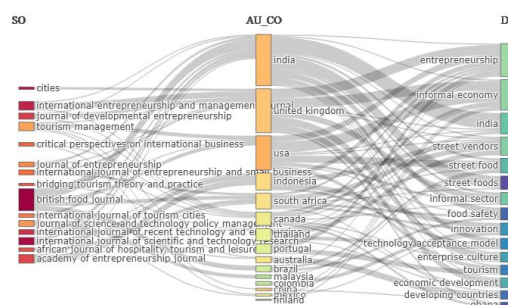 SO
AU_CO
D
cities
international entrepreneurship and management journal
journal of developmental entrepreneurship
tourism management
critical perspectives on international business
journal of entrepreneurship
international journal of entrepreneurship and small business
bridging tourism theory and practice
british food journal
international journal of tourism cities
journal of science and technology policy management
international journal of recent technology and e
international journal of scientific and technology research
african journal of hospitality, tourism and leisure
academy of entrepreneurship journal
india
united kingdom
usa
indonesia
south africa
canada
thailand
portugal
australia
brazil
malaysia
colombia
china
mexico
finland
entrepreneurship
informal economy
india
street vendors
street food
street foods
informal sector
food safety
innovation
technology acceptance model
enterprise culture
tourism
economic development
developing countries
ghana